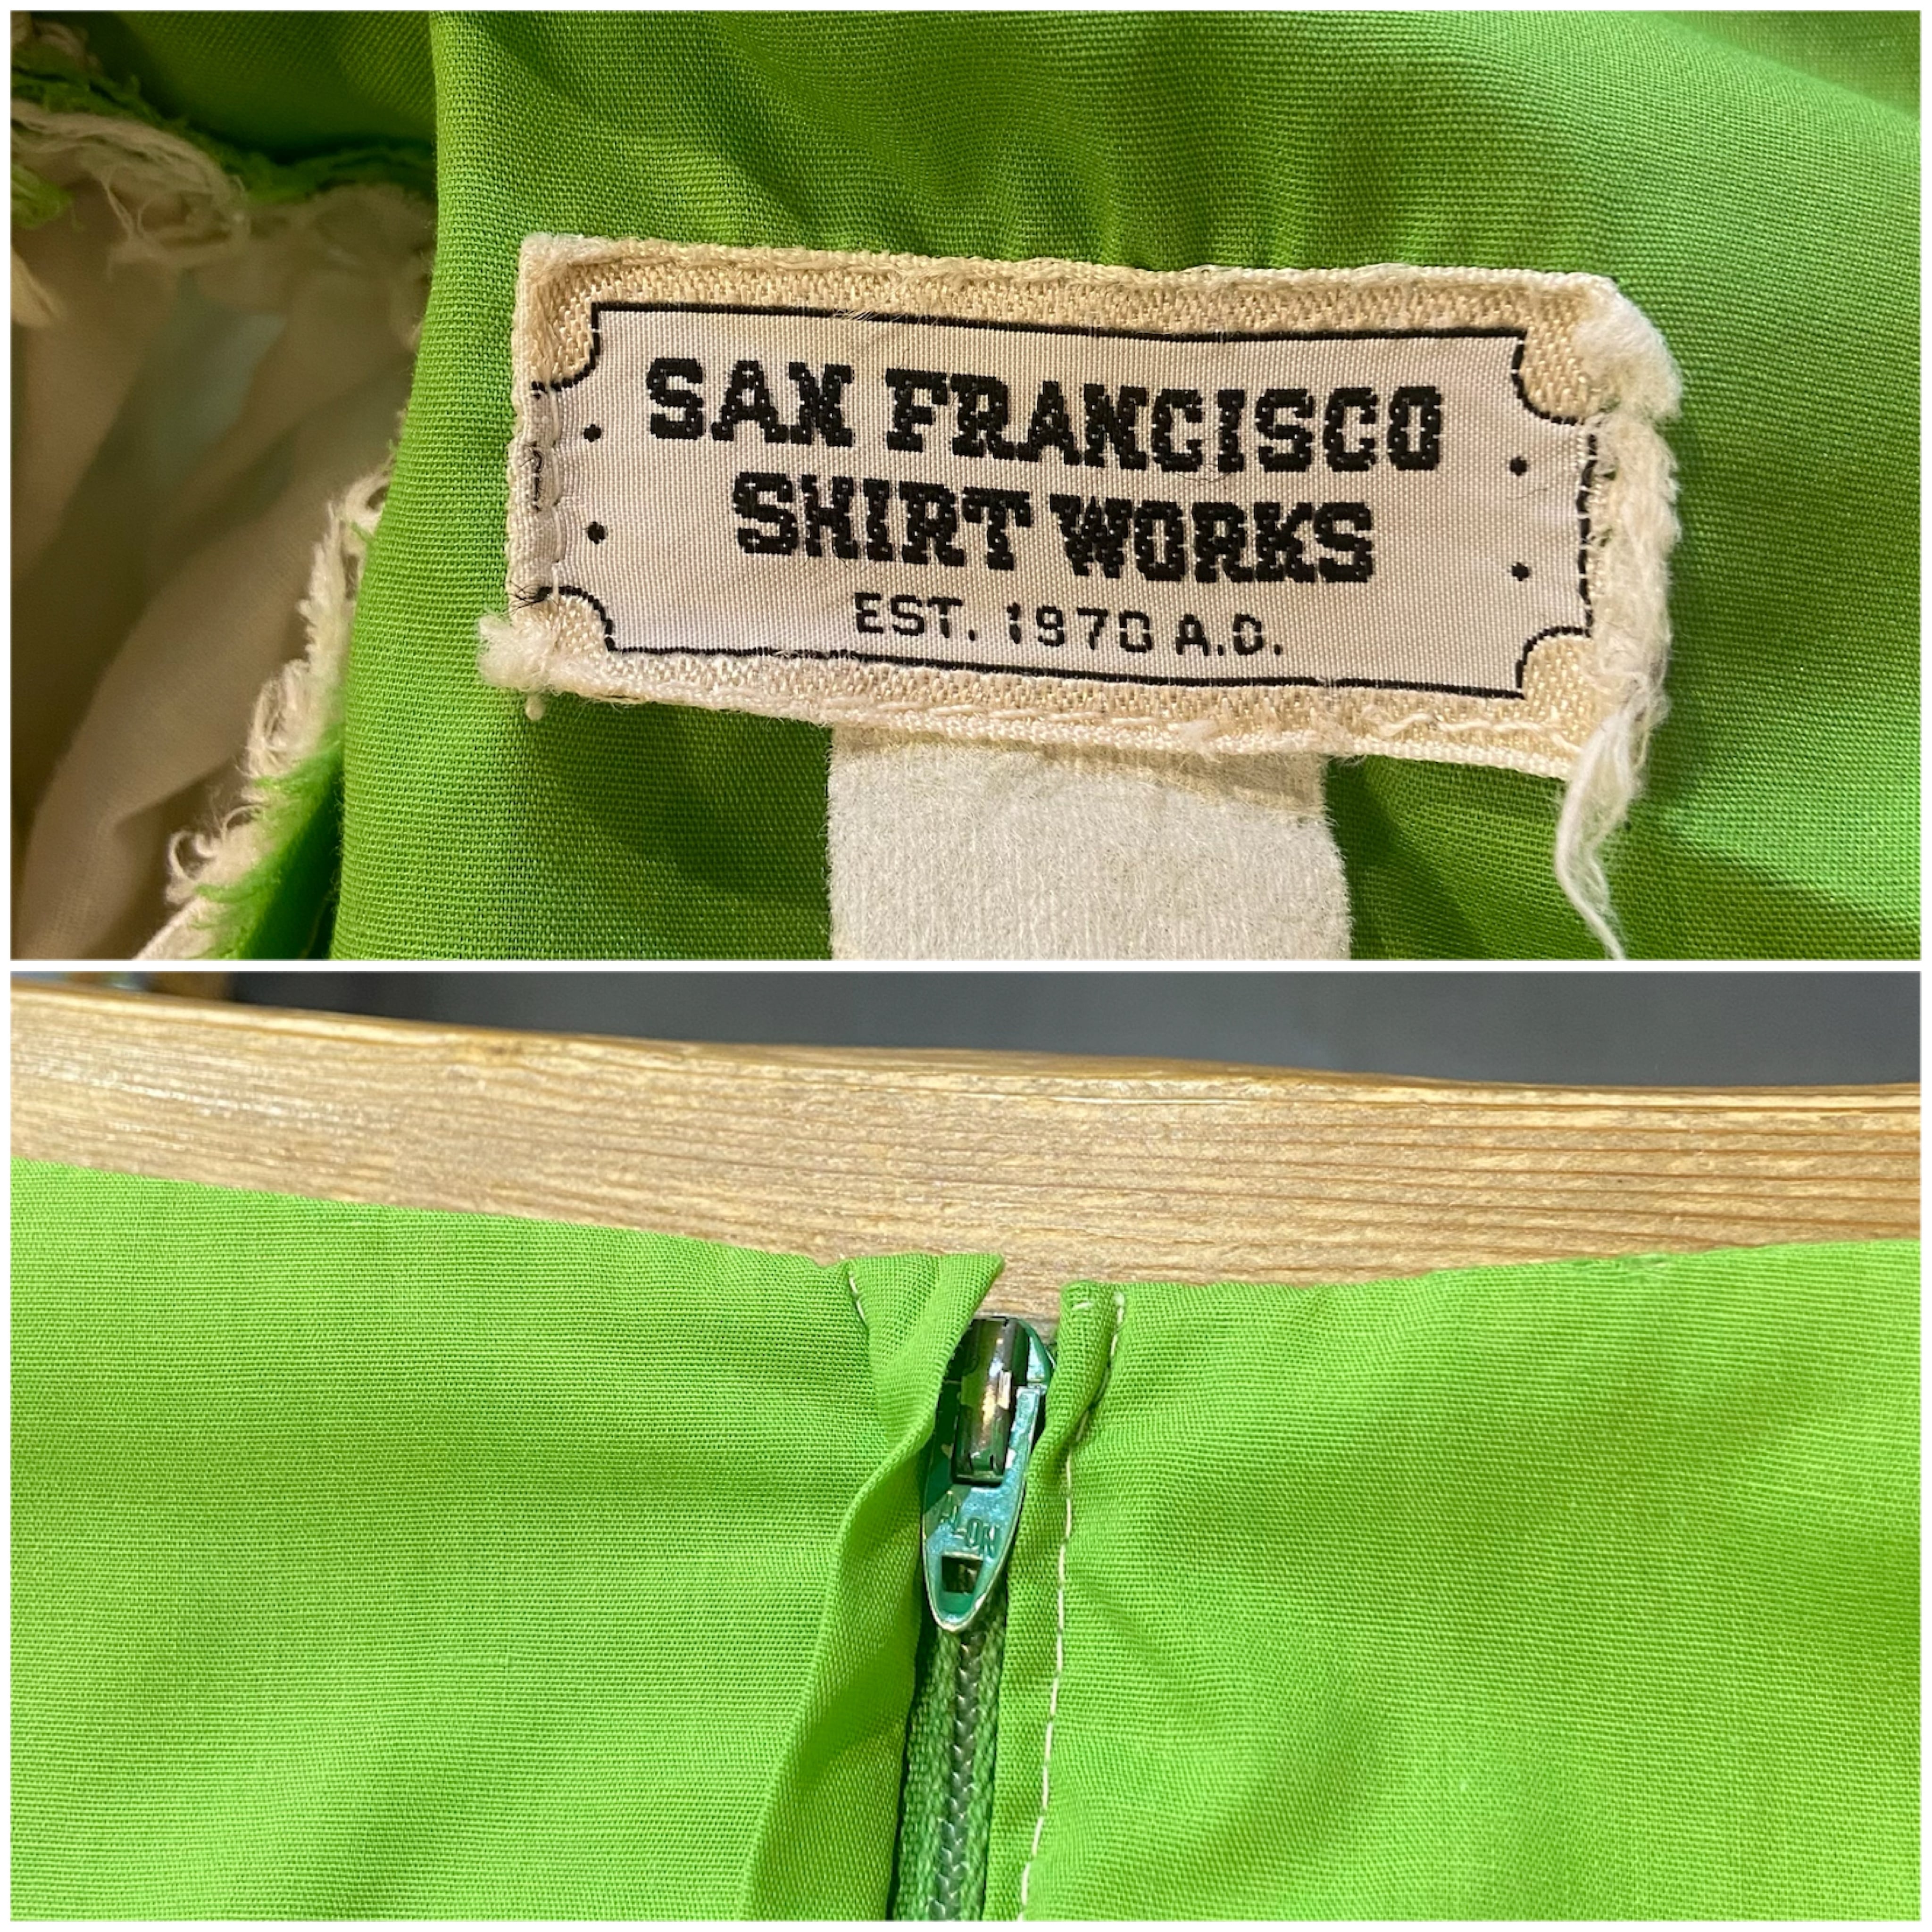 SAN FRANCISCO
SHIRT WORKS
EST. 1970 A.D.